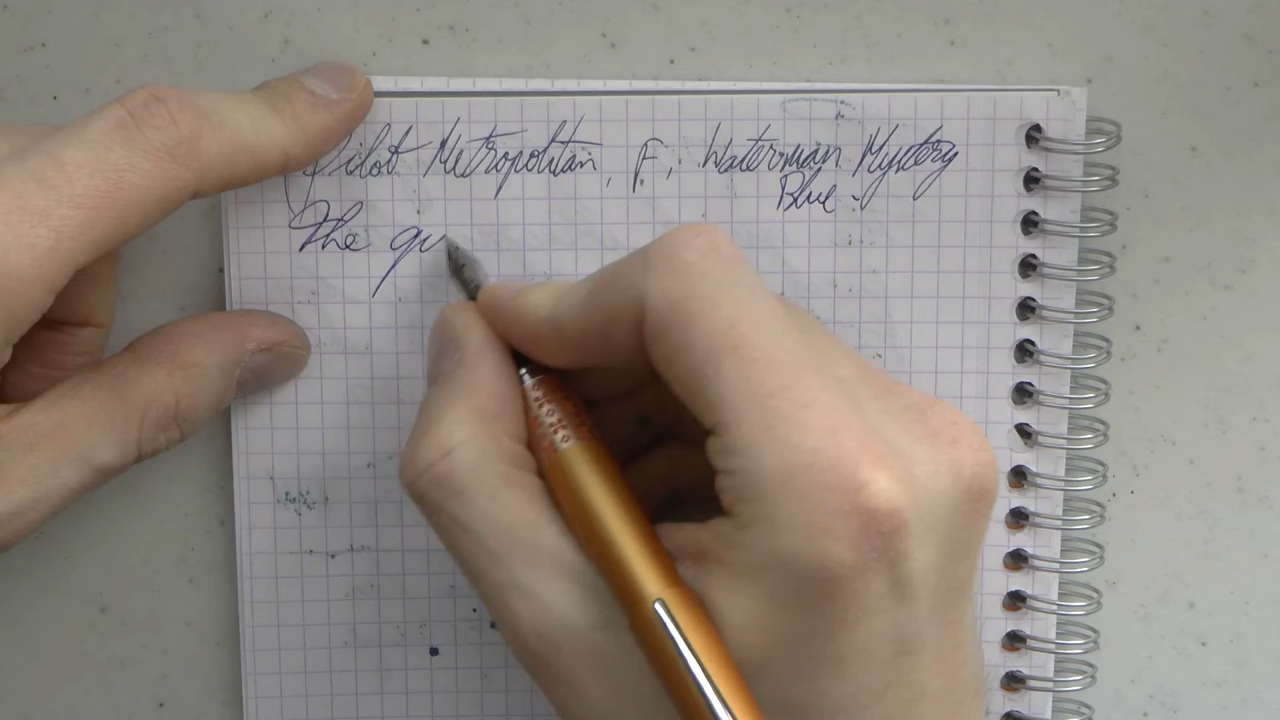 Pilot Metropolitan, F, Waterman Mystery
Blue.
The qu